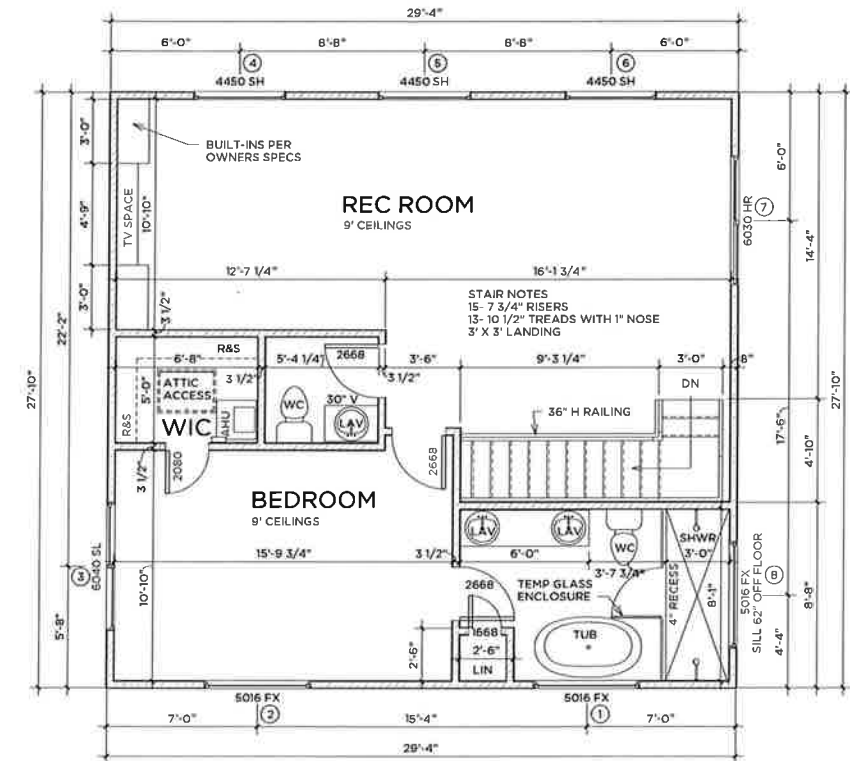 29'-4"
6'-0"
8'-8"
8'-8"
6'-0"
4
5
6
4450 SH
4450 SH
4450 SH
3'-0"
BUILT-INS PER
OWNERS SPECS
6'-0"
REC ROOM
9' CEILINGS
TV SPACE
4'-9"
10'-10"
6030 HR
7
14'-4"
12'-7 1/4"
16'-1 3/4"
3'-0"
3 1/2"
STAIR NOTES
15- 7 3/4" RISERS
13- 10 1/2" TREADS WITH 1" NOSE
3' X 3' LANDING
22'-2"
R&S
6'-8"
5'-4 1/4"
2668
3'-6"
9'-3 1/4"
3'-0"
8"
3 1/2"
3 1/2"
5'-0"
ATTIC
ACCESS
DN
27'-10"
27'-10"
WC
30" V
LAV
36" H RAILING
R&S
WIC
AHU
17'-6"
4'-10"
2080
3 1/2"
2668
BEDROOM
9' CEILINGS
LAV
LAV
WC
SHWR
15'-9 3/4"
3 1/2"
6'-0"
3'-0"
3
6040 SL
3'-7 3/4"
5016 FX
SILL 62" OFF FLOOR
8
10'-10"
2668
TEMP GLASS
ENCLOSURE
4" RECESS
8'-1"
8'-8"
5'-8"
1668
TUB
4'-4"
2'-6"
2'-6"
LIN
5016 FX
5016 FX
7'-0"
2
15'-4"
1
7'-0"
29'-4"